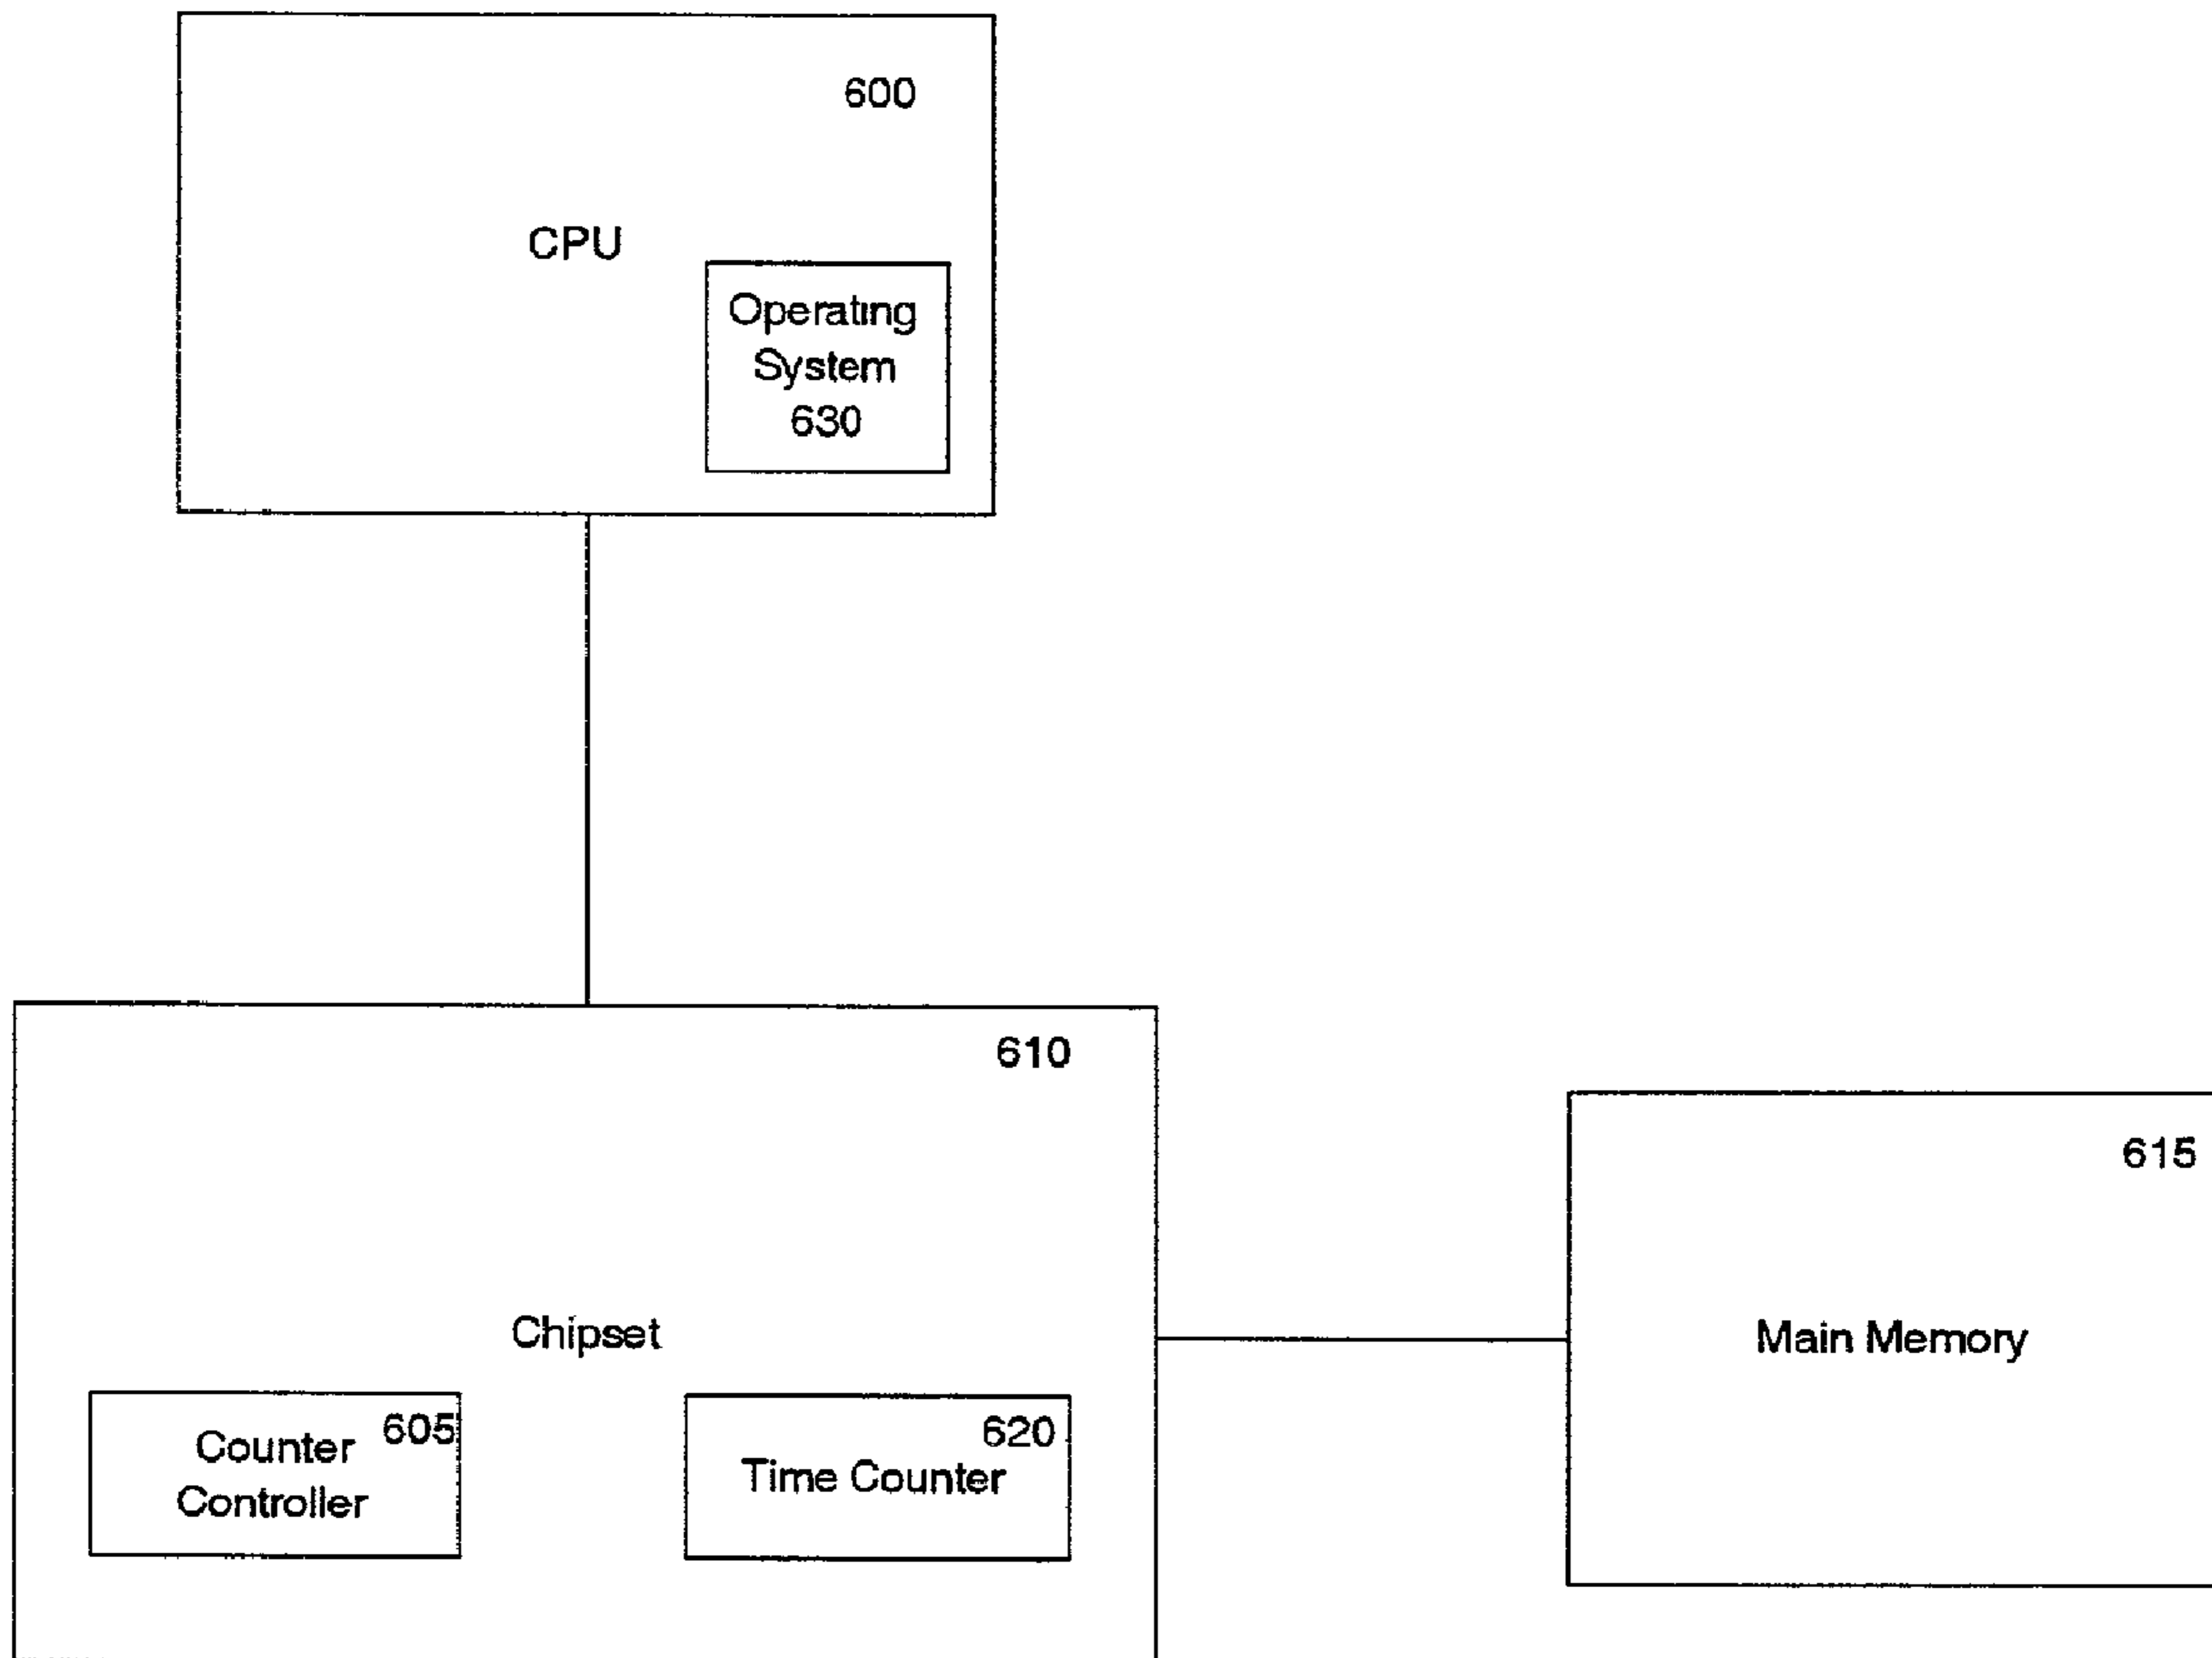 600
CPU
Operating
System
630
610
615
Chipset
Main Memory
605
Counter
Controller
620
Time Counter